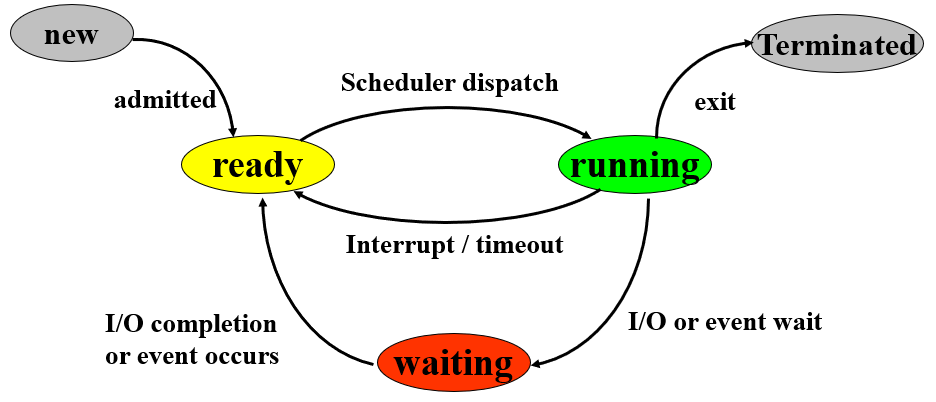 new
Terminated
admitted
Scheduler dispatch
exit
ready
running
Interrupt / timeout
I/O completion
or event occurs
I/O or event wait
waiting